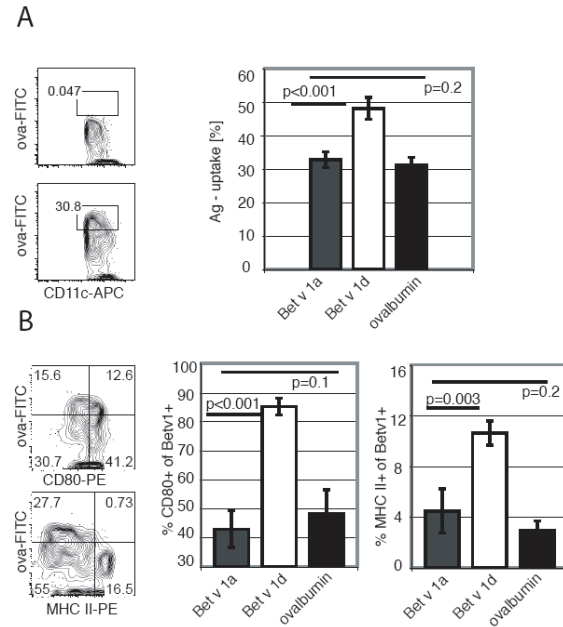 A
0.047
ova-FITC
30.8
ova-FITC
CD11c-APC
60
50
40
30
20
10
0
Ag - uptake [%]
p<0.001
p=0.2
Bet v 1a
Bet v 1d
ovalbumin
B
15.6 12.6
ova-FITC
30.7 41.2
CD80-PE
27.7 0.73
ova-FITC
55 16.5
MHC II-PE
100
90
80
70
60
50
40
30
% CD80+ of Betv1+
p<0.001
p=0.1
Bet v 1a
Bet v 1d
ovalbumin
16
12
8
4
0
% MHC II+ of Betv1+
p=0.003
p=0.2
Bet v 1a
Bet v 1d
ovalbumin